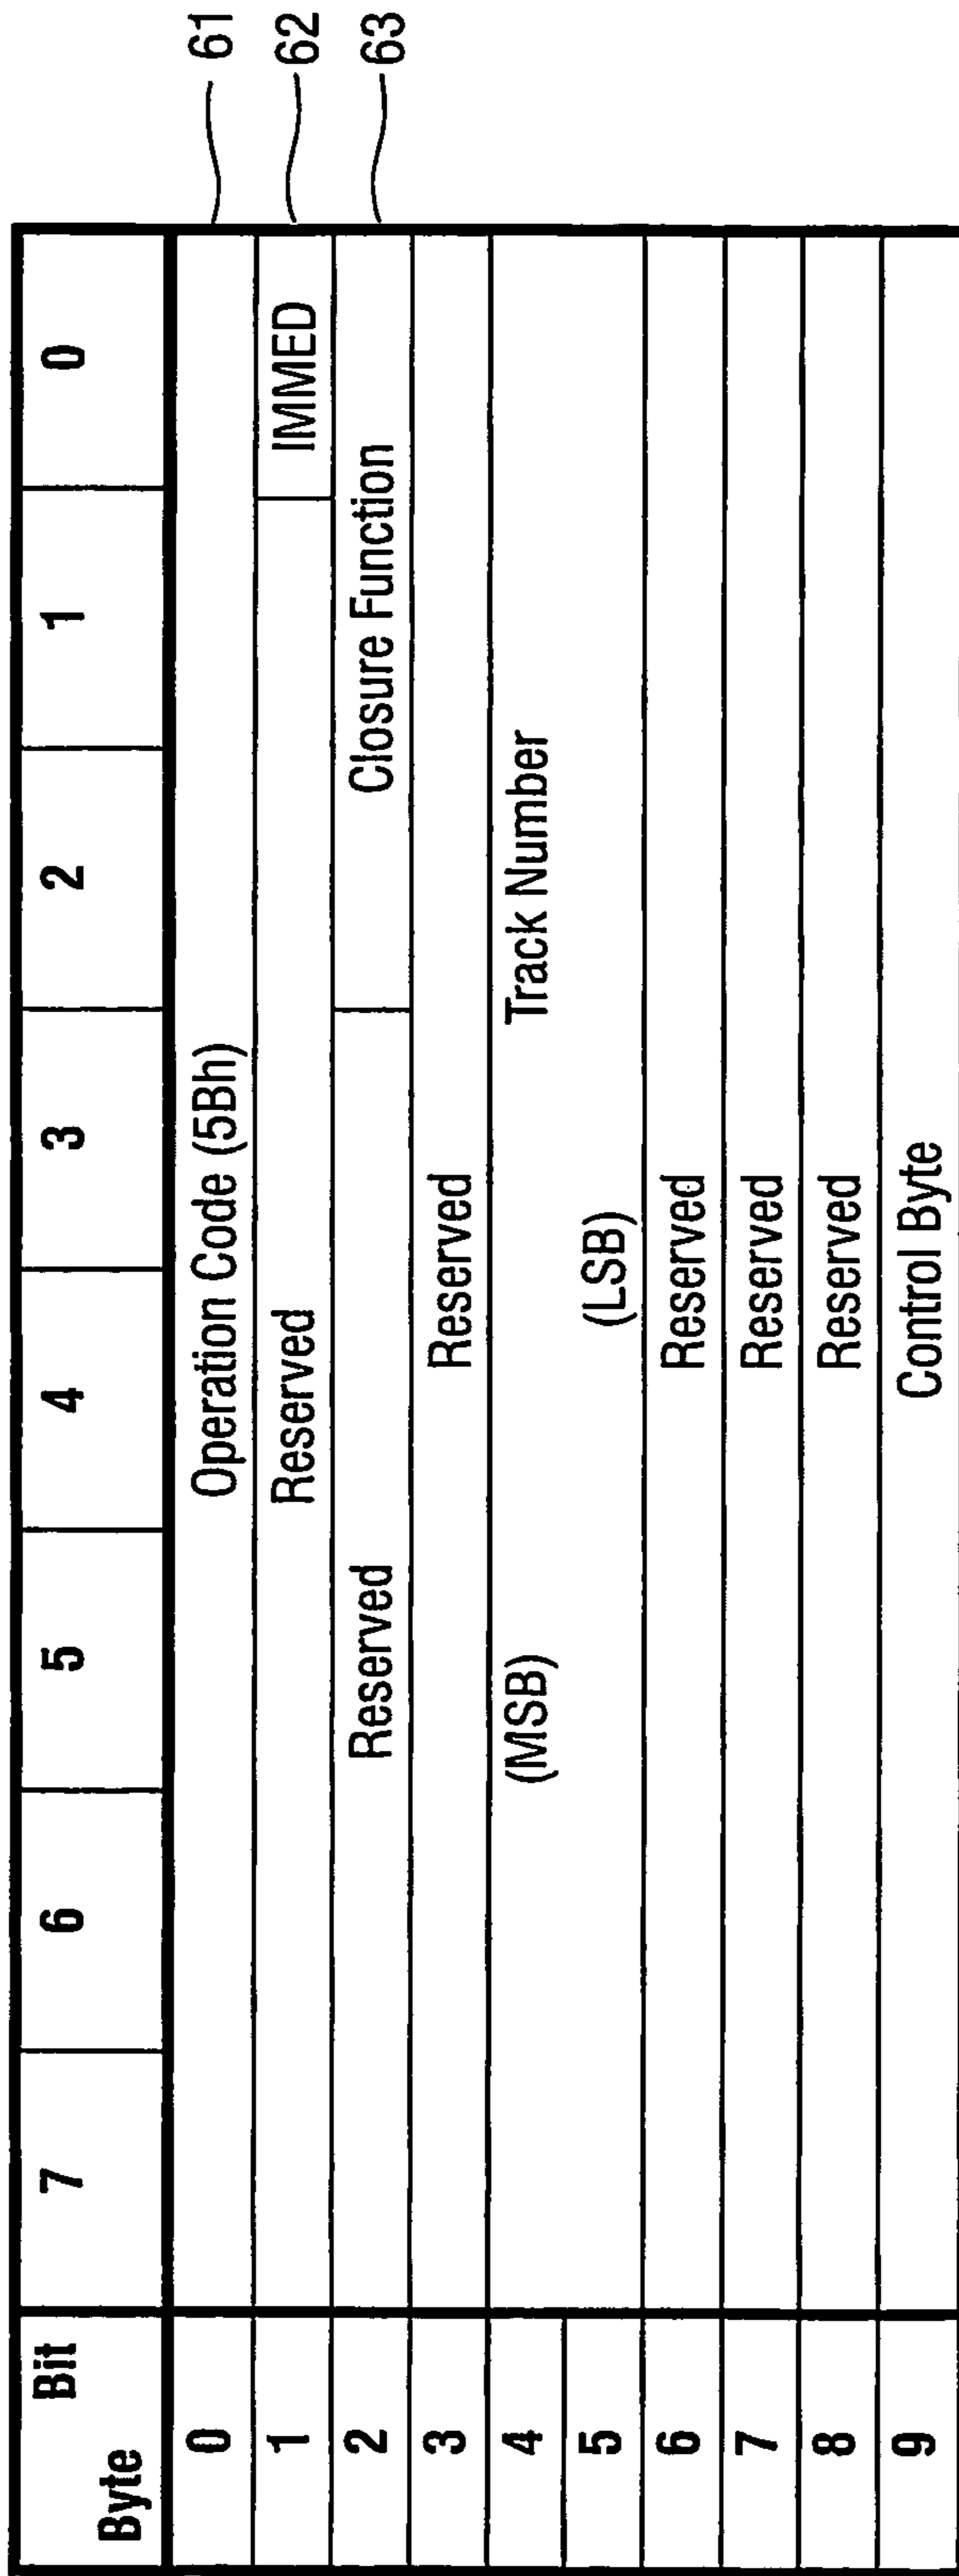 Bit 7 6 5 4 3 2 1 0
Byte
0 Operation Code (5Bh) 61
1 Reserved IMMED 62
2 Reserved Closure Function 63
3 Reserved
4 (MSB) Track Number
5 (LSB)
6 Reserved
7 Reserved
8 Reserved
9 Control Byte